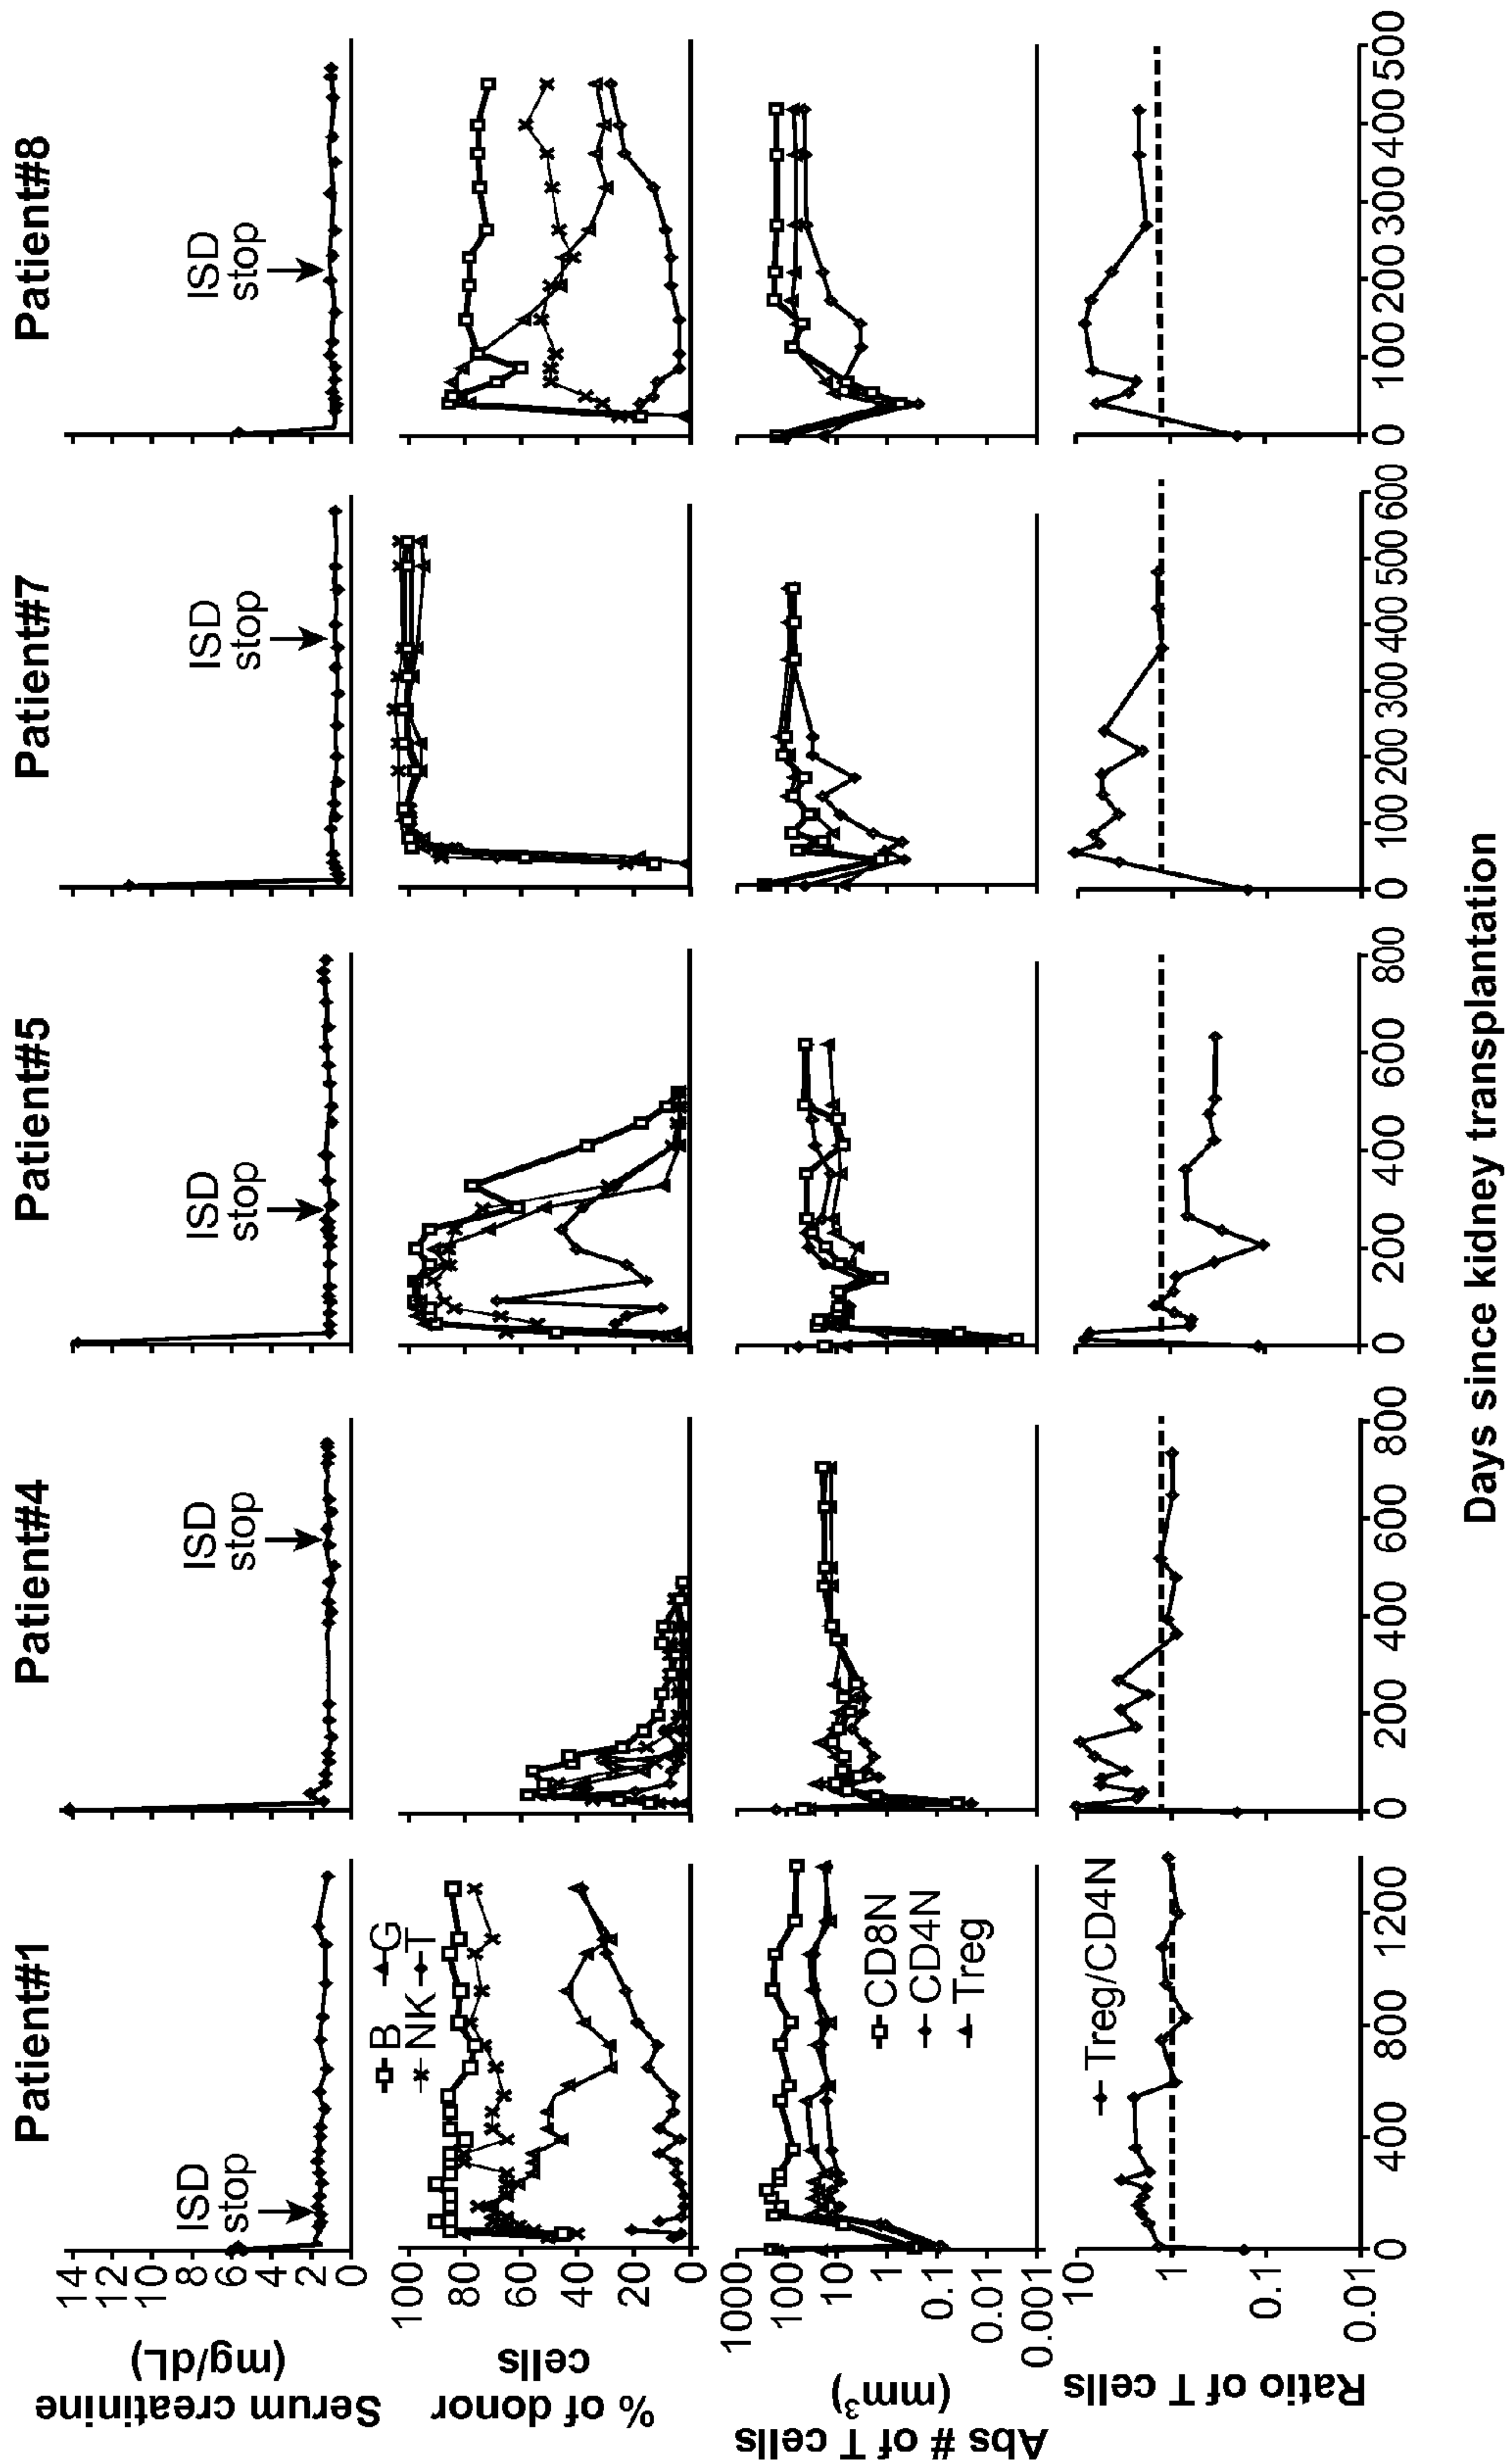 Patient#1 Patient#4 Patient#5 Patient#7 Patient#8
Serum creatinine
(mg/dL)
14
12
10
8
6
4
2
0
ISD
stop
ISD
stop
ISD
stop
ISD
stop
ISD
stop
% of donor
cells
100
80
60
40
20
0
B G
NK T
Abs # of T cells
(mm³)
1000
100
10
1
0.1
0.01
0.001
CD8N
CD4N
Treg
Ratio of T cells
10
1
0.1
0.01
Treg/CD4N
0 400 800 1200
0 200 400 600 800
0 200 400 600 800
0 100 200 300 400 500 600
0 100 200 300 400 500
Days since kidney transplantation